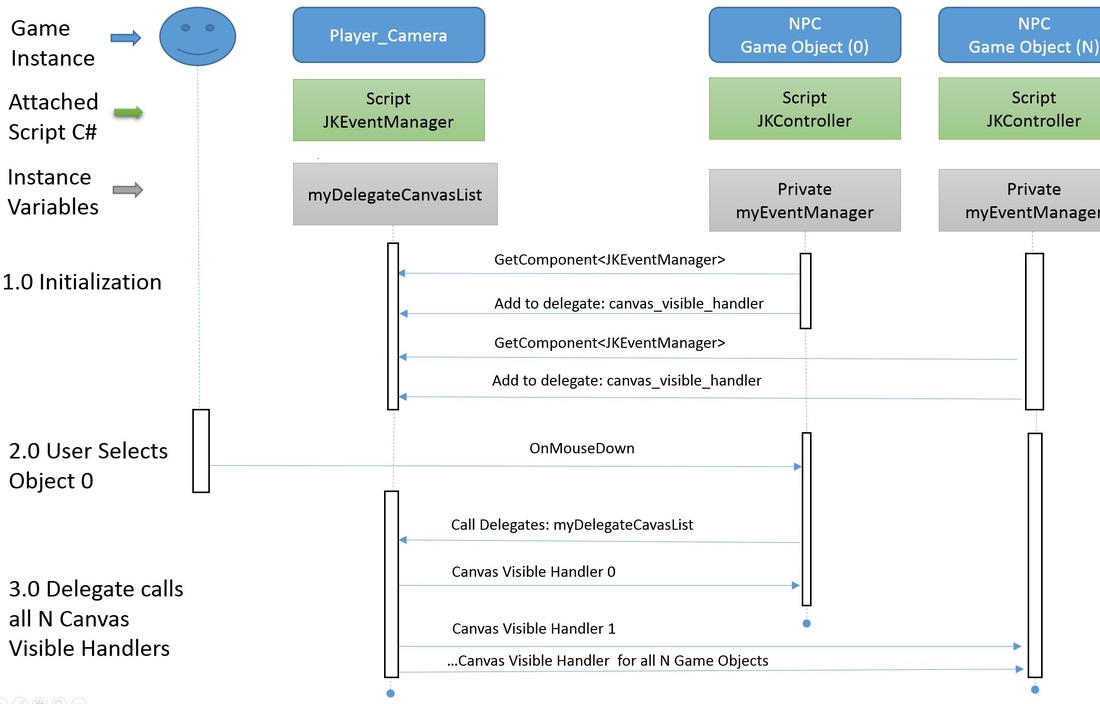 Game
Instance
Player_Camera
NPC
Game Object (0)
NPC
Game Object (N)
Attached
Script C#
Script
JKEventManager
Script
JKController
Script
JKController
Instance
Variables
myDelegateCanvasList
Private
myEventManager
Private
myEventManager
1.0 Initialization
GetComponent<JKEventManager>
Add to delegate: canvas_visible_handler
GetComponent<JKEventManager>
Add to delegate: canvas_visible_handler
2.0 User Selects
Object 0
OnMouseDown
Call Delegates: myDelegateCavasList
3.0 Delegate calls
all N Canvas
Visible Handlers
Canvas Visible Handler 0
Canvas Visible Handler 1
...Canvas Visible Handler for all N Game Objects